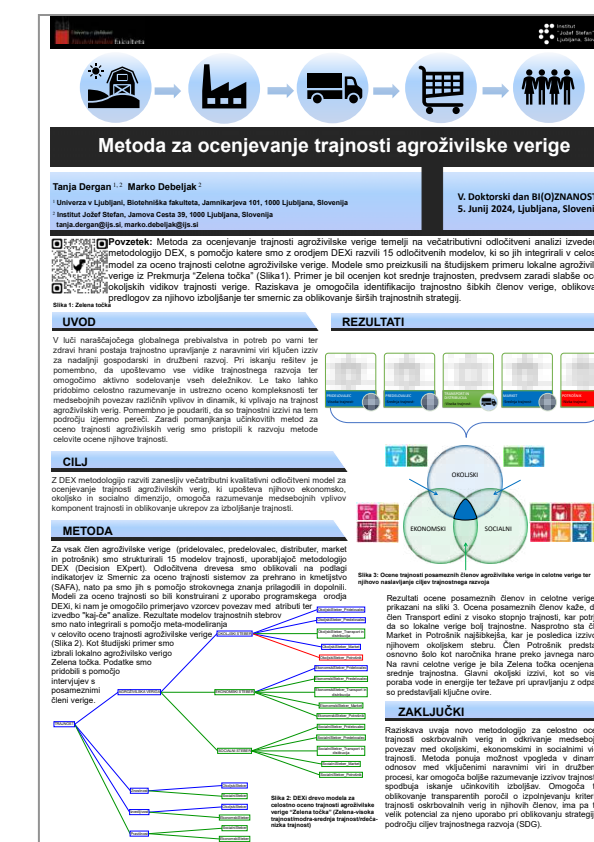 Univerza v Ljubljani
Biotehniška fakulteta
Institut
"Jožef Stefan"
Ljubljana, Sloven
Metoda za ocenjevanje trajnosti agroživilske verige
Tanja Dergan 1, 2 Marko Debeljak 2
1 Univerza v Ljubljani, Biotehniška fakulteta, Jamnikarjeva 101, 1000 Ljubljana, Slovenija
2 Institut Jožef Stefan, Jamova Cesta 39, 1000 Ljubljana, Slovenija
tanja.dergan@ijs.si, marko.debeljak@ijs.si
V. Doktorski dan BI(O)ZNANOST
5. Junij 2024, Ljubljana, Sloveni
Povzetek: Metoda za ocenjevanje trajnosti agroživilske verige temelji na večatributivni odločitveni analizi izveden
metodologijo DEX, s pomočjo katere smo z orodjem DEXi razvili 15 odločitvenih modelov, ki so jih integrirali v celos
model za oceno trajnosti celotne agroživilske verige. Modele smo preizkusili na študijskem primeru lokalne agroživil
verige iz Prekmurja "Zelena točka" (Slika1). Primer je bil ocenjen kot srednje trajnosten, predvsem zaradi slabše oc
okoljskih vidikov trajnosti verige. Raziskava je omogočila identifikacijo trajnostno šibkih členov verige, oblikova
predlogov za njihovo izboljšanje ter smernic za oblikovanje širših trajnostnih strategij.
Slika 1: Zelena točka
UVOD
V luči naraščajočega globalnega prebivalstva in potreb po varni ter
zdravi hrani postaja trajnostno upravljanje z naravnimi viri ključen izziv
za nadaljnji gospodarski in družbeni razvoj. Pri iskanju rešitev je
pomembno, da upoštevamo vse vidike trajnostnega razvoja ter
omogočimo aktivno sodelovanje vseh deležnikov. Le tako lahko
pridobimo celostno razumevanje in ustrezno oceno kompleksnosti ter
medsebojnih povezav različnih vplivov in dinamik, ki vplivajo na trajnost
agroživilskih verig. Pomembno je poudariti, da so trajnostni izzivi na tem
področju izjemno pereči. Zaradi pomanjkanja učinkovitih metod za
oceno trajnosti agroživilskih verig smo pristopili k razvoju metode
celovite ocene njihove trajnosti.
CILJ
Z DEX metodologijo razviti zanesljiv večatributni kvalitativni odločitveni model za
ocenjevanje trajnosti agroživilskih verig, ki upošteva njihovo ekonomsko,
okoljsko in socialno dimenzijo, omogoča razumevanje medsebojnih vplivov
komponent trajnosti in oblikovanje ukrepov za izboljšanje trajnosti.
METODA
Za vsak člen agroživilske verige (pridelovalec, predelovalec, distributer, market
in potrošnik) smo strukturirali 15 modelov trajnosti, uporabljajoč metodologijo
DEX (Decision EXpert). Odločitvena drevesa smo oblikovali na podlagi
indikatorjev iz Smernic za oceno trajnosti sistemov za prehrano in kmetijstvo
(SAFA), nato pa smo jih s pomočjo strokovnega znanja prilagodili in dopolnili.
Modeli za oceno trajnosti so bili konstruirani z uporabo programskega orodja
DEXi, ki nam je omogočilo primerjavo vzorcev povezav med atributi ter
izvedbo "kaj-če" analize. Rezultate modelov trajnostnih stebrov
smo nato integrirali s pomočjo meta-modeliranja
v celovito oceno trajnosti agroživilske verige
(Slika 2). Kot študijski primer smo
izbrali lokalno agroživilsko verigo
Zelena točka. Podatke smo
pridobili s pomočjo
intervjujev s
posameznimi
členi verige.
Slika 2: DEXi drevo modela za
celostno oceno trajnosti agroživilske
verige "Zelena točka" (Zelena-visoka
trajnost/modra-srednja trajnost/rdeča-
nizka trajnost)
REZULTATI
PRIDELOVALEC
PREDELOVALEC
MARKET
OKOLJSKI
EKONOMSKI
SOCIALNI
Slika 3: Ocene trajnosti posameznih členov agroživilske verige in celotne verige ter
njihovo naslavljanje ciljev trajnostnega razvoja
Rezultati ocene posameznih členov in celotne verige
prikazani na sliki 3. Ocena posameznih členov kaže, d
člen Transport edini z visoko stopnjo trajnosti, kar potr
da so lokalne verige bolj trajnostne. Nasprotno sta čl
Market in Potrošnik najšibkejša, kar je posledica izzivo
njihovem okoljskem stebru. Člen Potrošnik predsta
osnovno šolo kot naročnika hrane preko javnega naro
Na ravni celotne verige je bila Zelena točka ocenjena
srednje trajnostna. Glavni okoljski izzivi, kot so vis
poraba vode in energije ter težave pri upravljanju z odpa
so predstavljali ključne ovire.
ZAKLJUČKI
Raziskava uvaja novo metodologijo za celostno oce
trajnosti oskrbovalnih verig in odkrivanje medseboj
povezav med okoljskimi, ekonomskimi in socialnimi vi
trajnosti. Metoda ponuja možnost vpogleda v dinam
odnosov med vključenimi naravnimi viri in družben
procesi, kar omogoča boljše razumevanje izzivov trajnost
spodbuja iskanje učinkovitih izboljšav. Omogoča t
oblikovanje transparentnih poročil o izpolnjevanju kriter
trajnosti oskrbovalnih verig in njihovih členov, ima pa t
velik potencial za njeno uporabo pri oblikovanju strategij
področju ciljev trajnostnega razvoja (SDG).